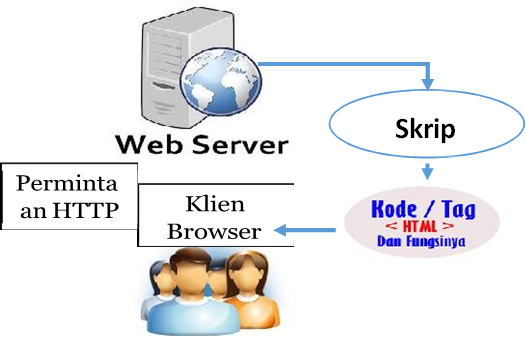 Web Server
Skrip
Perminta
an HTTP
Klien
Browser
Kode / Tag
< HTML >
Dan Fungsinya